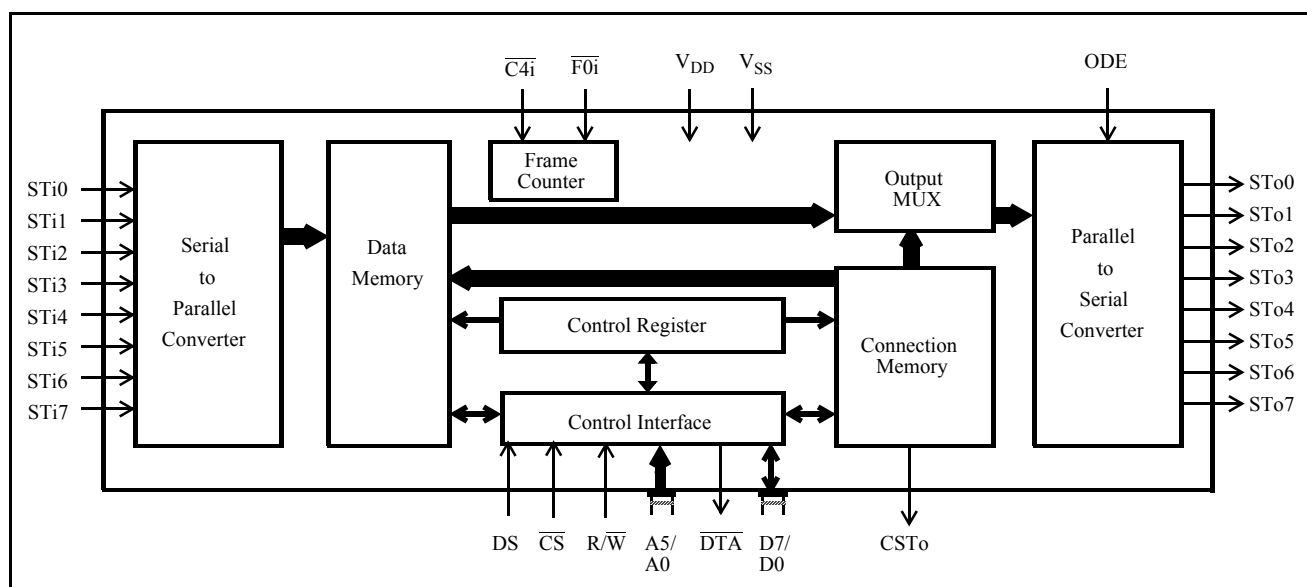 C4i F0i VDD VSS ODE
Frame
Counter
Output
MUX
STi0
STi1
STi2
STi3
STi4
STi5
STi6
STi7
Serial
to
Parallel
Converter
Data
Memory
Control Register
Control Interface
Connection
Memory
Parallel
to
Serial
Converter
STo0
STo1
STo2
STo3
STo4
STo5
STo6
STo7
DS CS R/W A5/
A0 DTA D7/
D0 CSTo